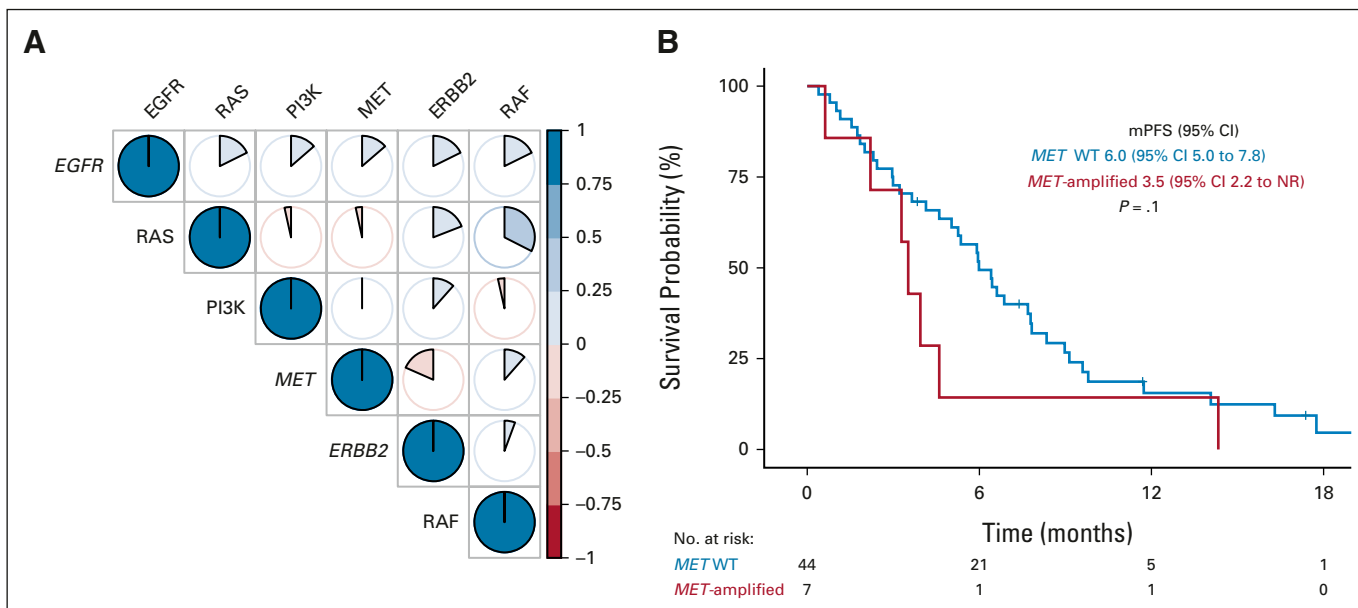 A
EGFR RAS PI3K MET ERBB2 RAF
EGFR
RAS
PI3K
MET
ERBB2
RAF
1
0.75
0.5
0.25
0
−0.25
−0.5
−0.75
−1
B
Survival Probability (%)
100
75
50
25
0
mPFS (95% CI)
MET WT 6.0 (95% CI 5.0 to 7.8)
MET-amplified 3.5 (95% CI 2.2 to NR)
P = .1
0 6 12 18
Time (months)
No. at risk:
MET WT 44 21 5 1
MET-amplified 7 1 1 0